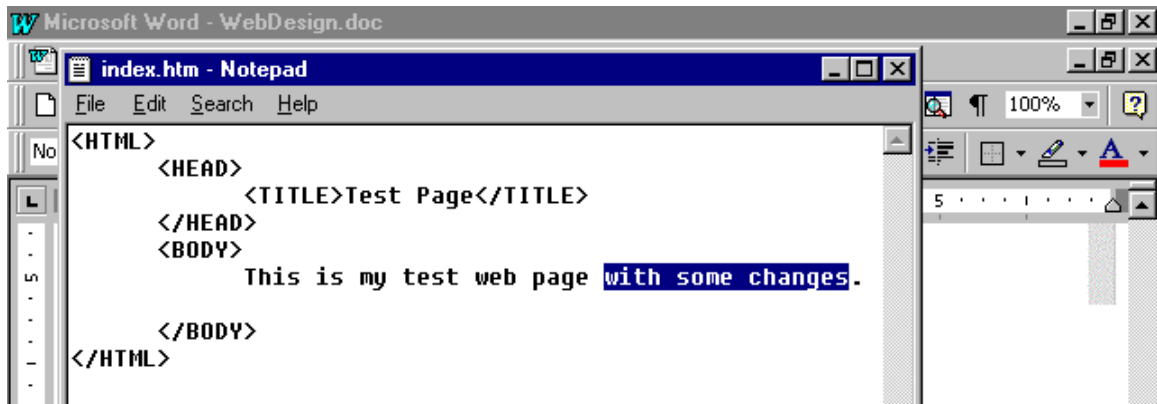 Microsoft Word - WebDesign.doc
index.htm - Notepad
File Edit Search Help
100%
No
<HTML>
<HEAD>
<TITLE>Test Page</TITLE>
</HEAD>
<BODY>
This is my test web page with some changes.
</BODY>
</HTML>
5
5